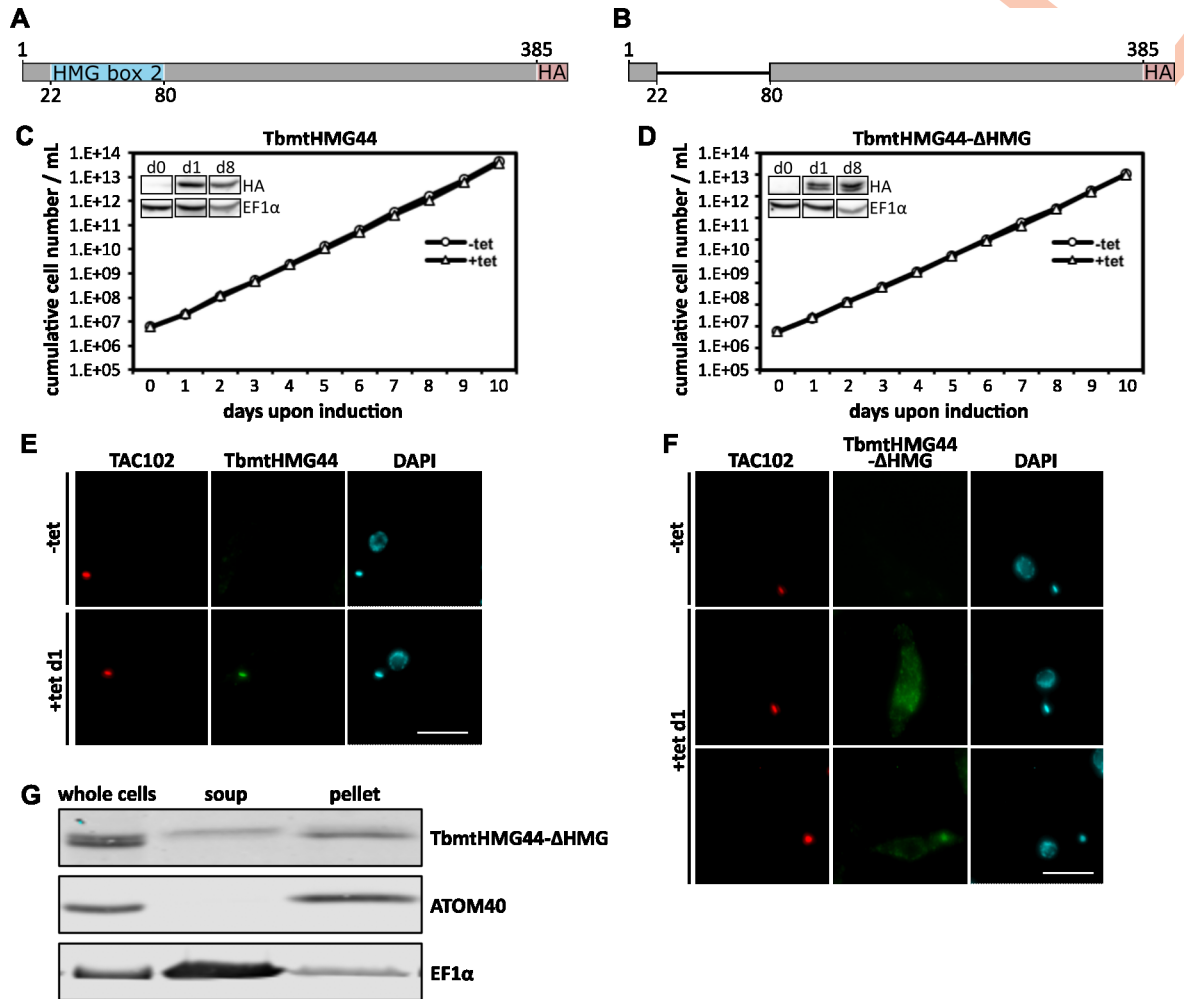 A
1
385
HMG box 2
HA
22
80
B
1
385
HA
22
80
C
TbmtHMG44
cumulative cell number / mL
1.E+14
1.E+13
1.E+12
1.E+11
1.E+10
1.E+09
1.E+08
1.E+07
1.E+06
1.E+05
d0 d1 d8
HA
EF1α
-tet
+tet
0 1 2 3 4 5 6 7 8 9 10
days upon induction
D
TbmtHMG44-ΔHMG
cumulative cell number / mL
1.E+14
1.E+13
1.E+12
1.E+11
1.E+10
1.E+09
1.E+08
1.E+07
1.E+06
1.E+05
d0 d1 d8
HA
EF1α
-tet
+tet
0 1 2 3 4 5 6 7 8 9 10
days upon induction
E
TAC102 TbmtHMG44 DAPI
-tet
+tet d1
F
TAC102 TbmtHMG44 DAPI
-ΔHMG
-tet
+tet d1
G
whole cells soup pellet
TbmtHMG44-ΔHMG
ATOM40
EF1α